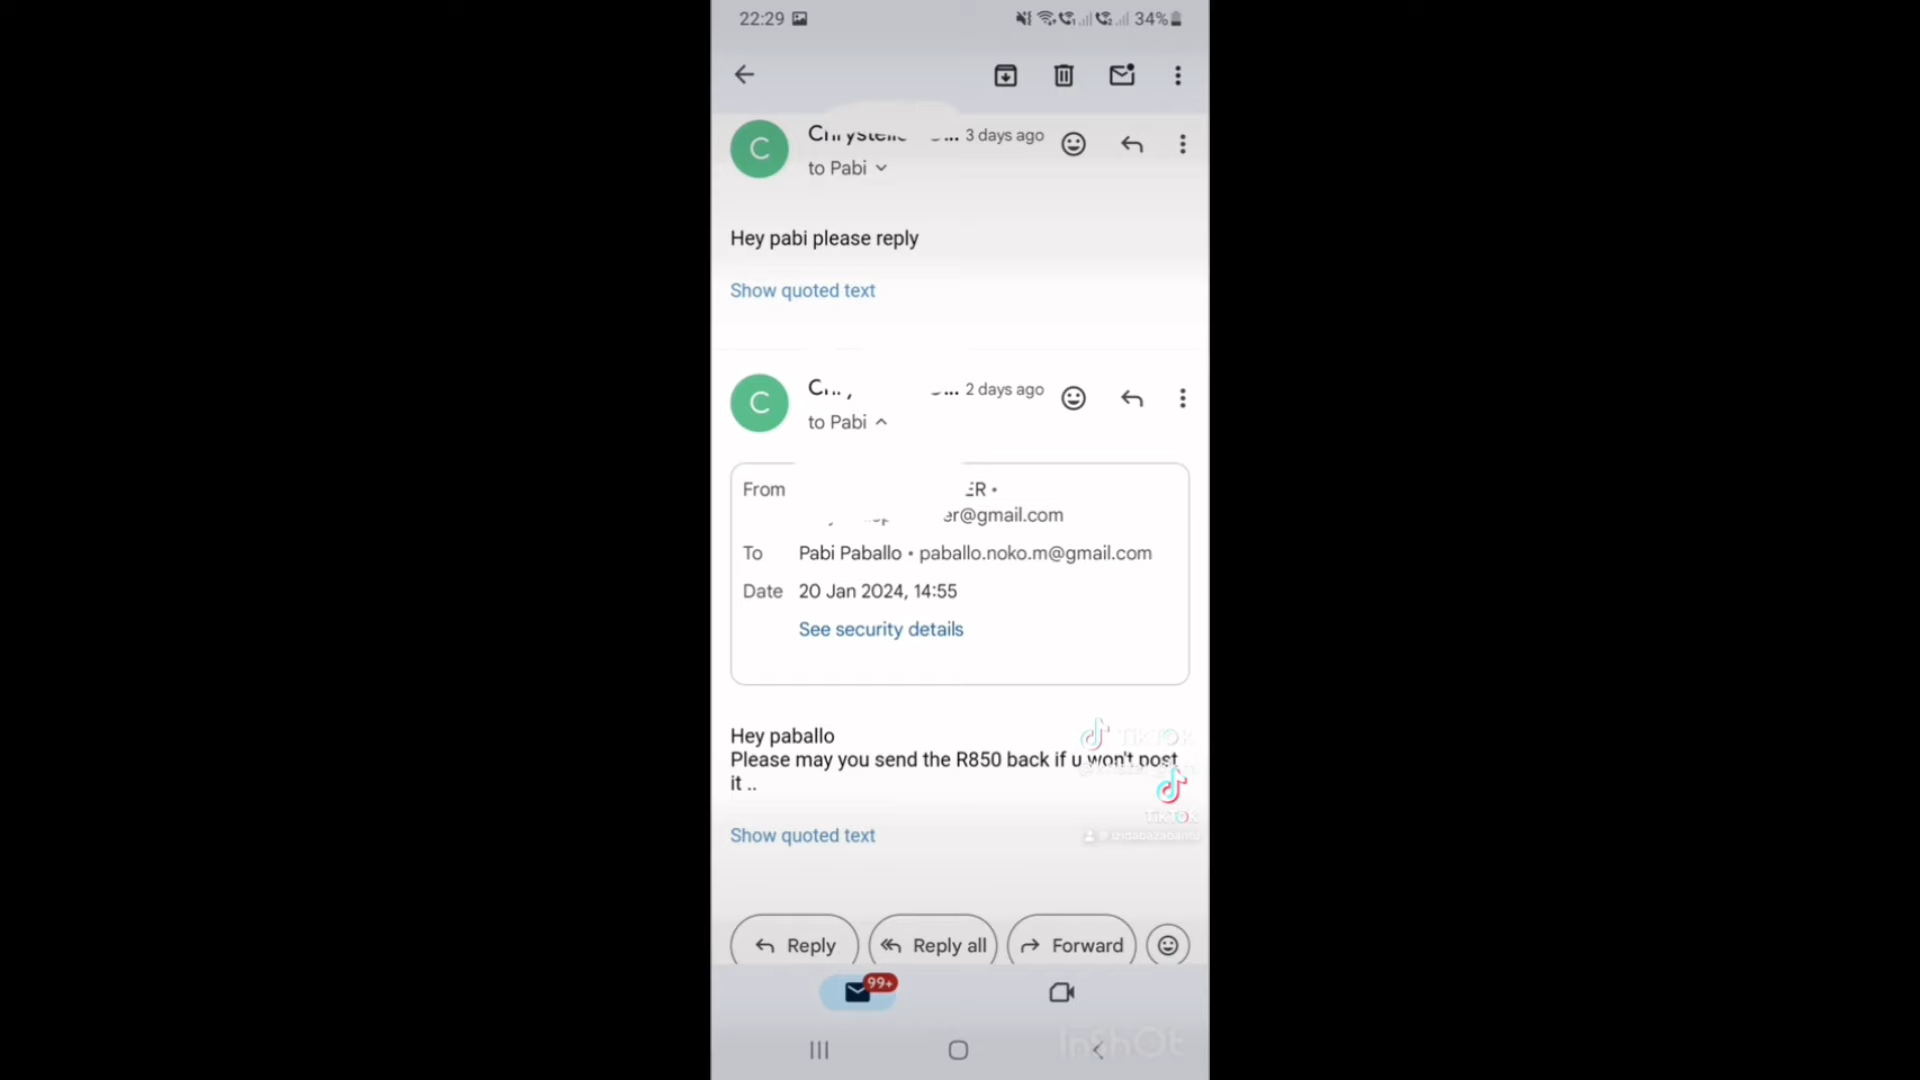 22:29
34%
3 days ago
to Pabi
C
Hey pabi please reply
Show quoted text
2 days ago
C
to Pabi
From
er@gmail.com
To Pabi Paballo • paballo.noko.m@gmail.com
Date 20 Jan 2024, 14:55
See security details
Hey paballo
TikTok
Please may you send the R850 back if u won't post
it ..
TikTok
Show quoted text
Reply
Reply all
Forward
99+
InShOt